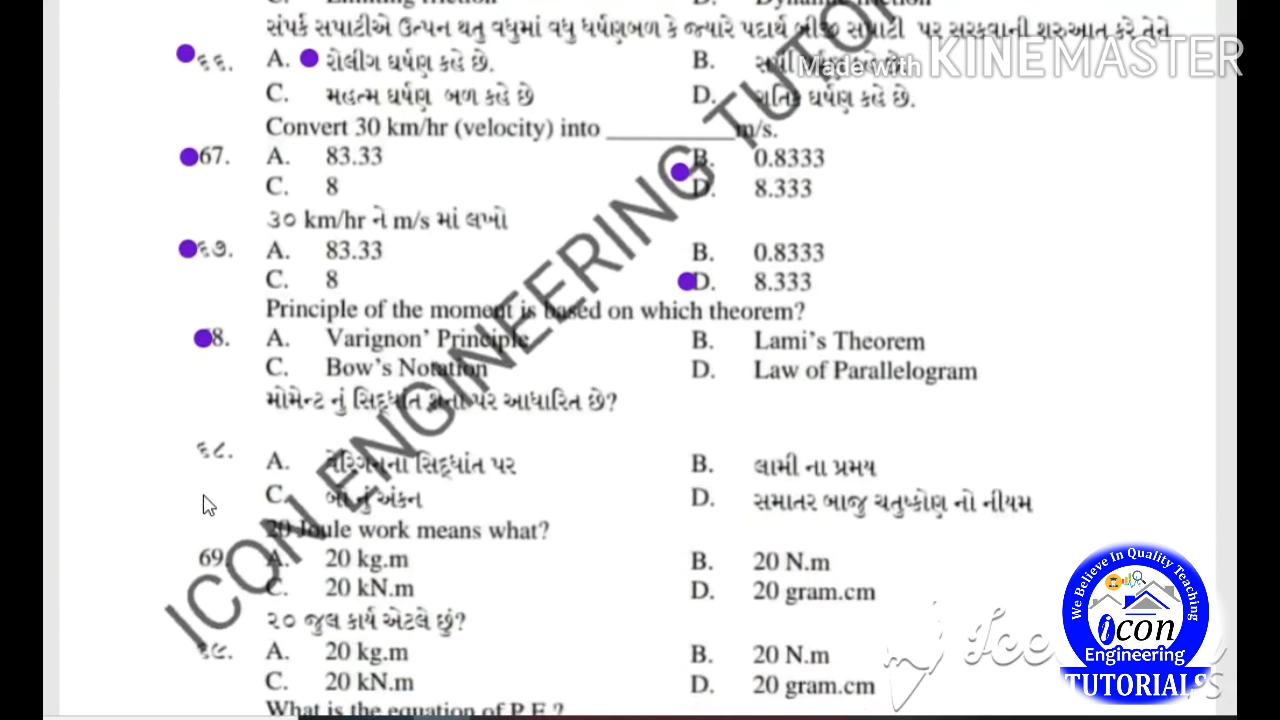 સંપર્ક સપાટીએ ઉત્પન થતુ વધુમાં વધુ ઘર્ષણબળ કે જ્યારે પદાર્થ બીજી સપાટી પર સરકવાની શરુઆત કરે તેને
Made with KINEMASTER
૬૬. A. રોલીગ ઘર્ષણ કહે છે. B.
C. મહત્મ ઘર્ષણ બળ કહે છે D. ગતિક ઘર્ષણ કહે છે.
Convert 30 km/hr (velocity) into __________m/s.
67. A. 83.33 B. 0.8333
C. 8 D. 8.333
૩૦ km/hr ને m/s માં લખો
૬૭. A. 83.33 B. 0.8333
C. 8 D. 8.333
Principle of the moment is based on which theorem?
8. A. Varignon' Principle B. Lami's Theorem
C. Bow's Notation D. Law of Parallelogram
મોમેન્ટ નું સિદ્ધાંત શેના પર આધારિત છે?
૬૮. A. વેરિગનના સિદ્ધાંત પર B. લામી ના પ્રમય
C. બો નું અંકન D. સમાતર બાજુ ચતુષ્કોણ નો નીયમ
20 Joule work means what?
69. A. 20 kg.m B. 20 N.m
C. 20 kN.m D. 20 gram.cm
૨૦ જુલ કાર્ય એટલે છું?
૬૯. A. 20 kg.m B. 20 N.m
C. 20 kN.m D. 20 gram.cm
What is the equation of P.E.?
ICON ENGINEERING TUTOR
We Believe In Quality Teaching
icon
Engineering
TUTORIALS